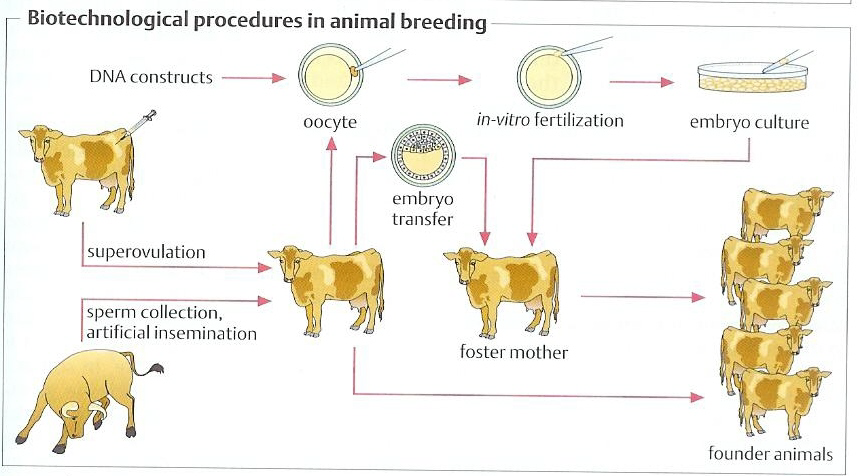 Biotechnological procedures in animal breeding
DNA constructs
oocyte
in-vitro fertilization
embryo culture
embryo
transfer
superovulation
sperm collection,
artificial insemination
foster mother
founder animals